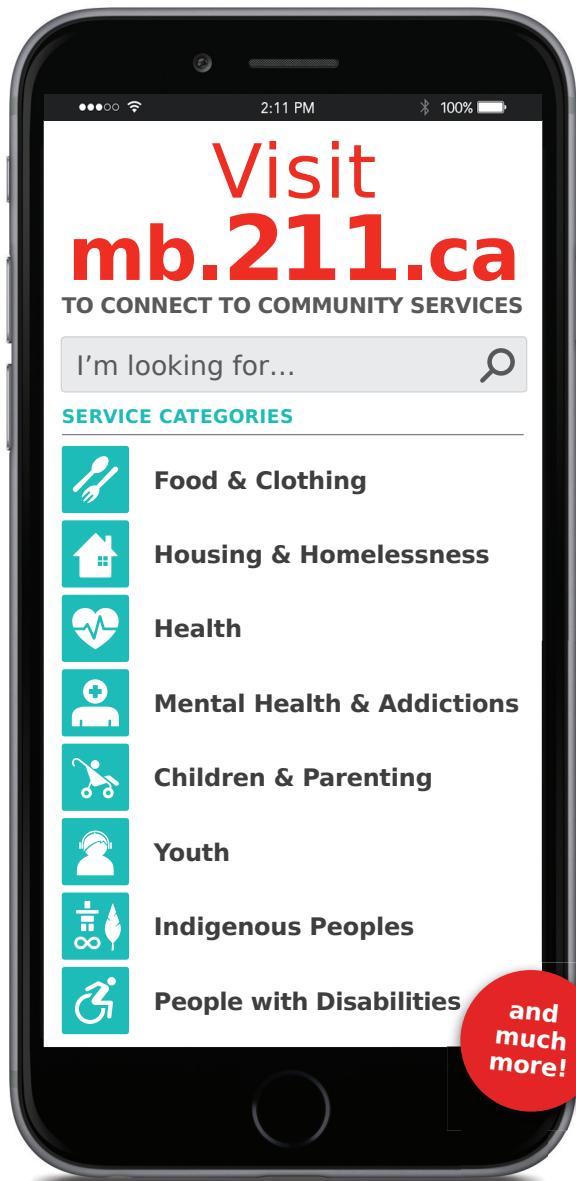 2:11 PM 100%
Visit
mb.211.ca
TO CONNECT TO COMMUNITY SERVICES
I’m looking for...
SERVICE CATEGORIES
Food & Clothing
Housing & Homelessness
Health
Mental Health & Addictions
Children & Parenting
Youth
Indigenous Peoples
People with Disabilities
and
much
more!